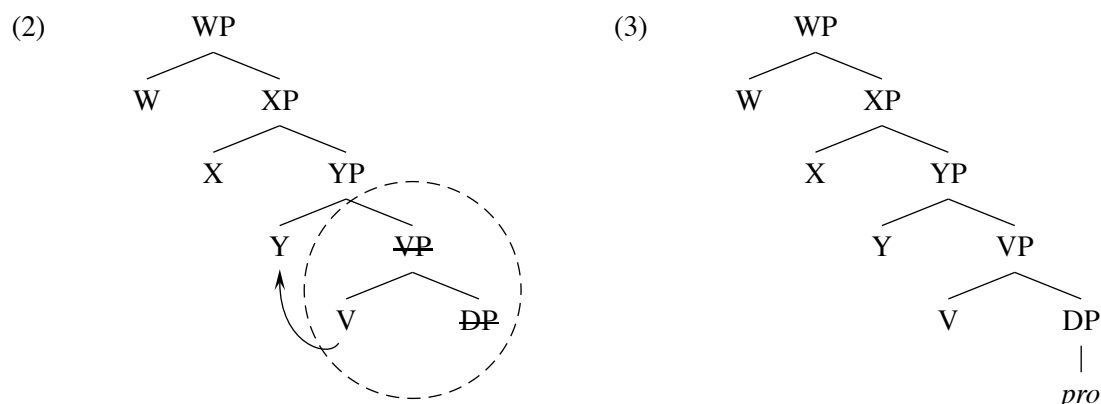 (2) WP (3) WP
W XP W XP
X YP X YP
Y VP Y VP
V DP V DP
pro